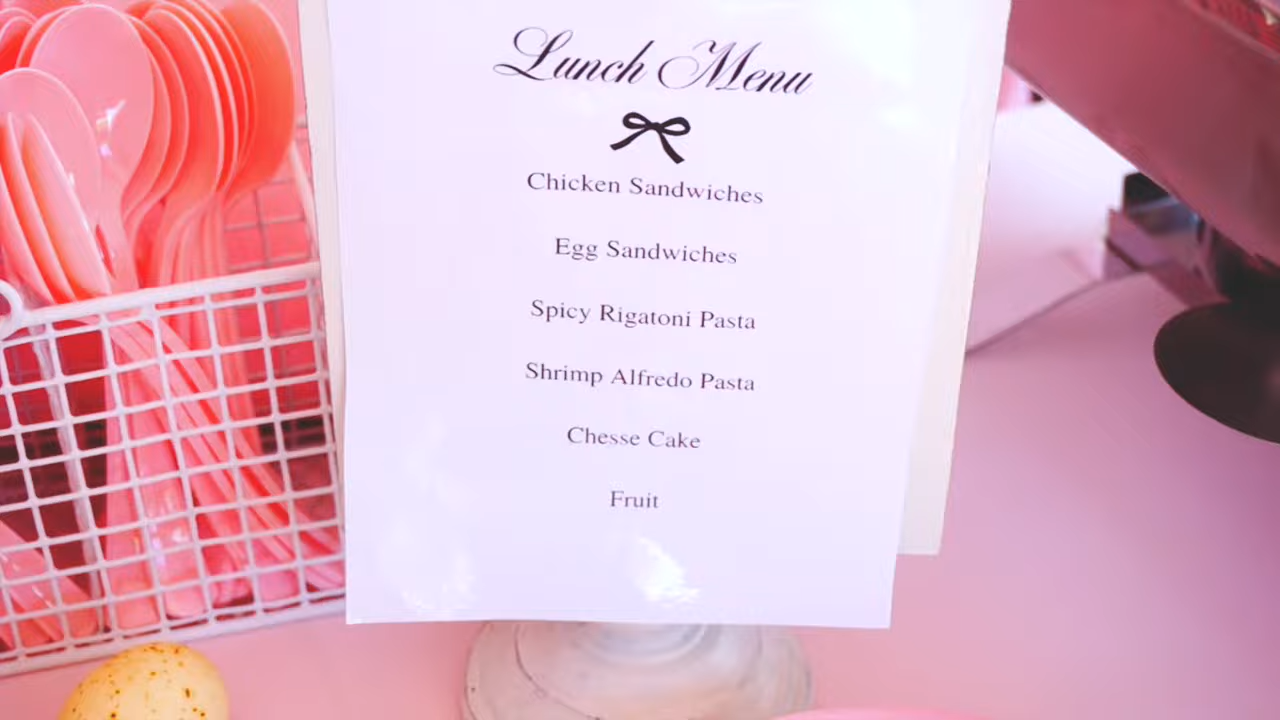 Lunch Menu
Chicken Sandwiches
Egg Sandwiches
Spicy Rigatoni Pasta
Shrimp Alfredo Pasta
Chesse Cake
Fruit